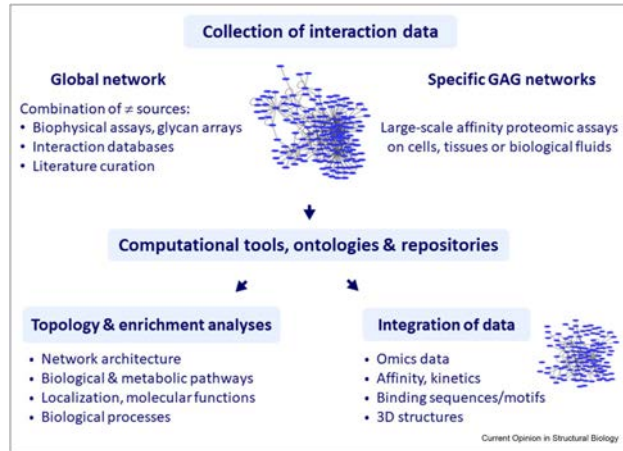 Collection of interaction data
Global network
Combination of ≠ sources:
• Biophysical assays, glycan arrays
• Interaction databases
• Literature curation
Specific GAG networks
Large-scale affinity proteomic assays
on cells, tissues or biological fluids
Computational tools, ontologies & repositories
Topology & enrichment analyses
• Network architecture
• Biological & metabolic pathways
• Localization, molecular functions
• Biological processes
Integration of data
• Omics data
• Affinity, kinetics
• Binding sequences/motifs
• 3D structures
Current Opinion in Structural Biology